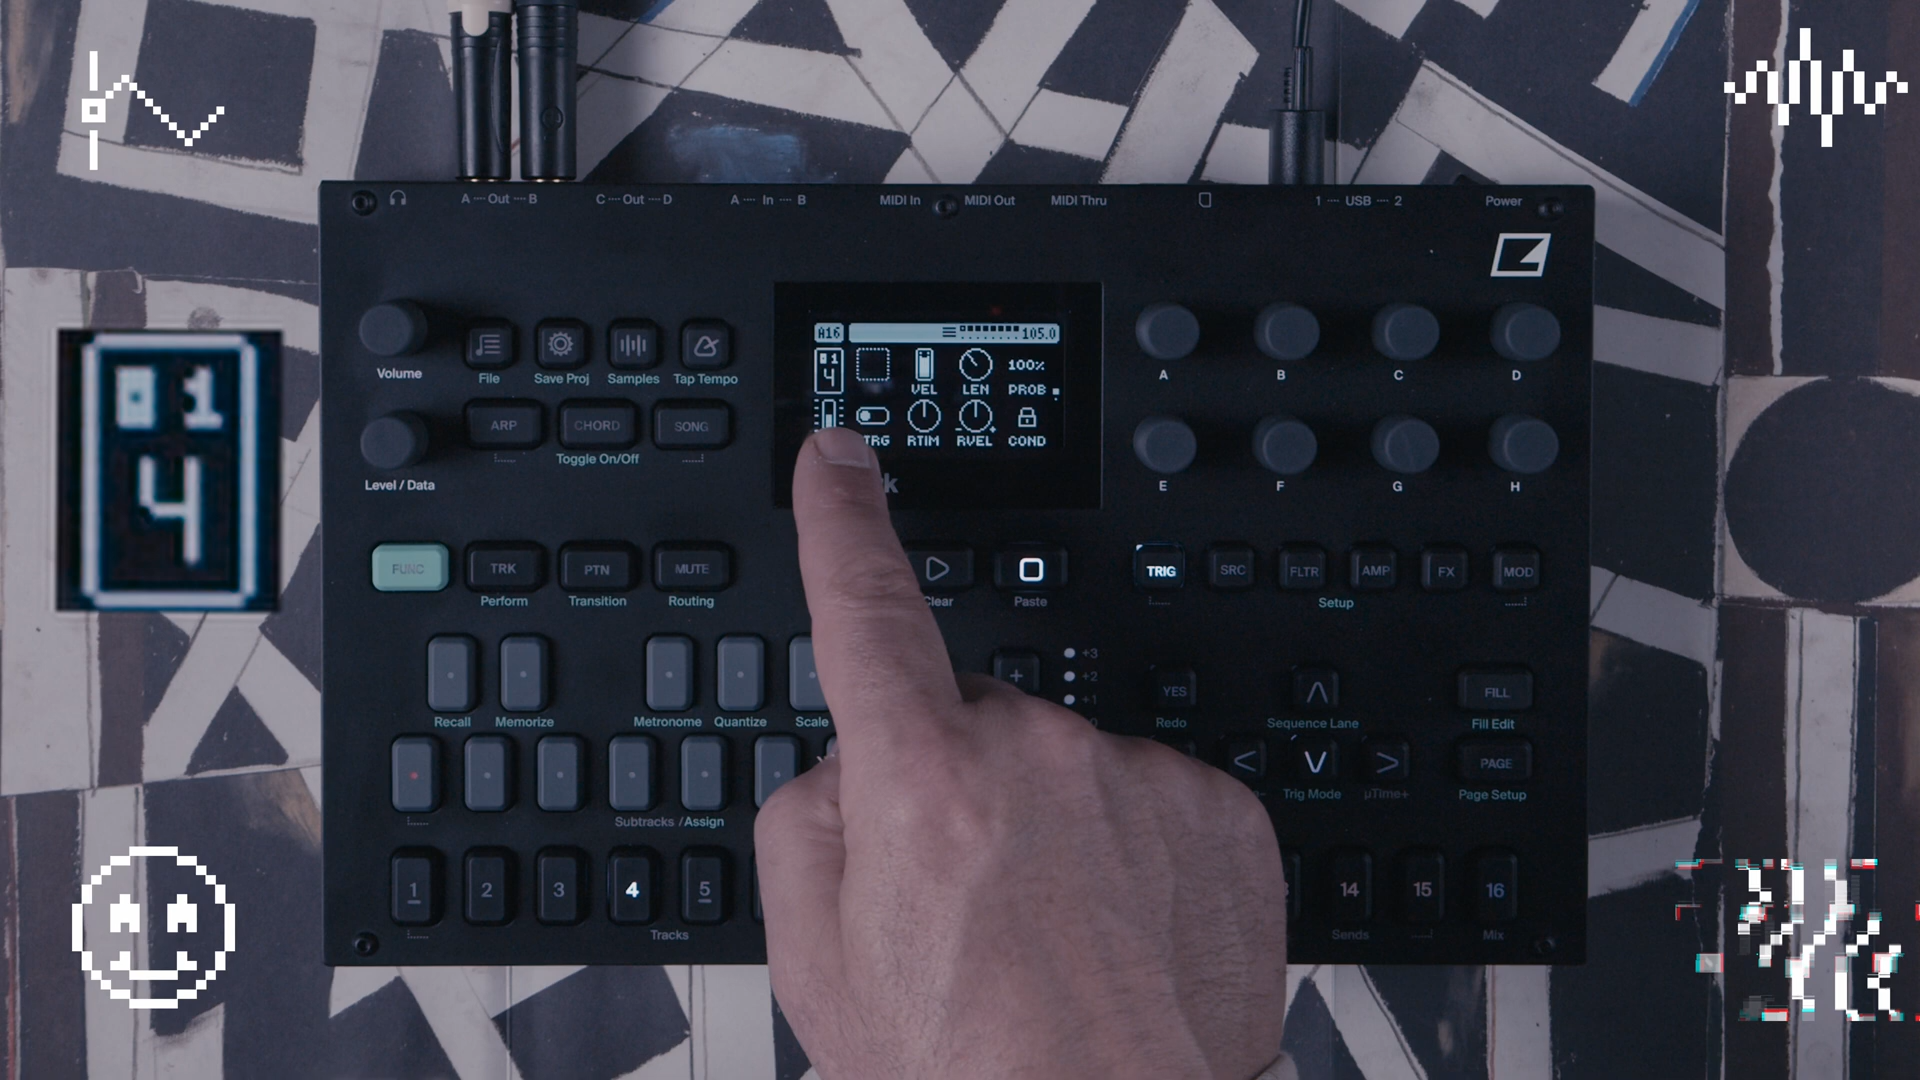 A Out B
C Out D
A In B
MIDI In
MIDI Out
MIDI Thru
1 USB 2
Power
Volume
File
Save Proj
Samples
Tap Tempo
A16
105.0
1
4
VEL
LEN
100%
PROB
TRG
RTIM
RVEL
COND
A
B
C
D
1
4
ARP
CHORD
SONG
Toggle On/Off
Level / Data
E
F
G
H
FUNC
TRK
PTN
MUTE
Perform
Transition
Routing
Clear
Paste
TRIG
SRC
FLTR
AMP
FX
MOD
Setup
+
+3
+2
+1
YES
Redo
Sequence Lane
FILL
Fill Edit
Recall
Memorize
Metronome
Quantize
Scale
Trig Mode
µTime+
PAGE
Page Setup
Subtracks / Assign
1
2
3
4
5
14
15
16
Tracks
Sends
Mix